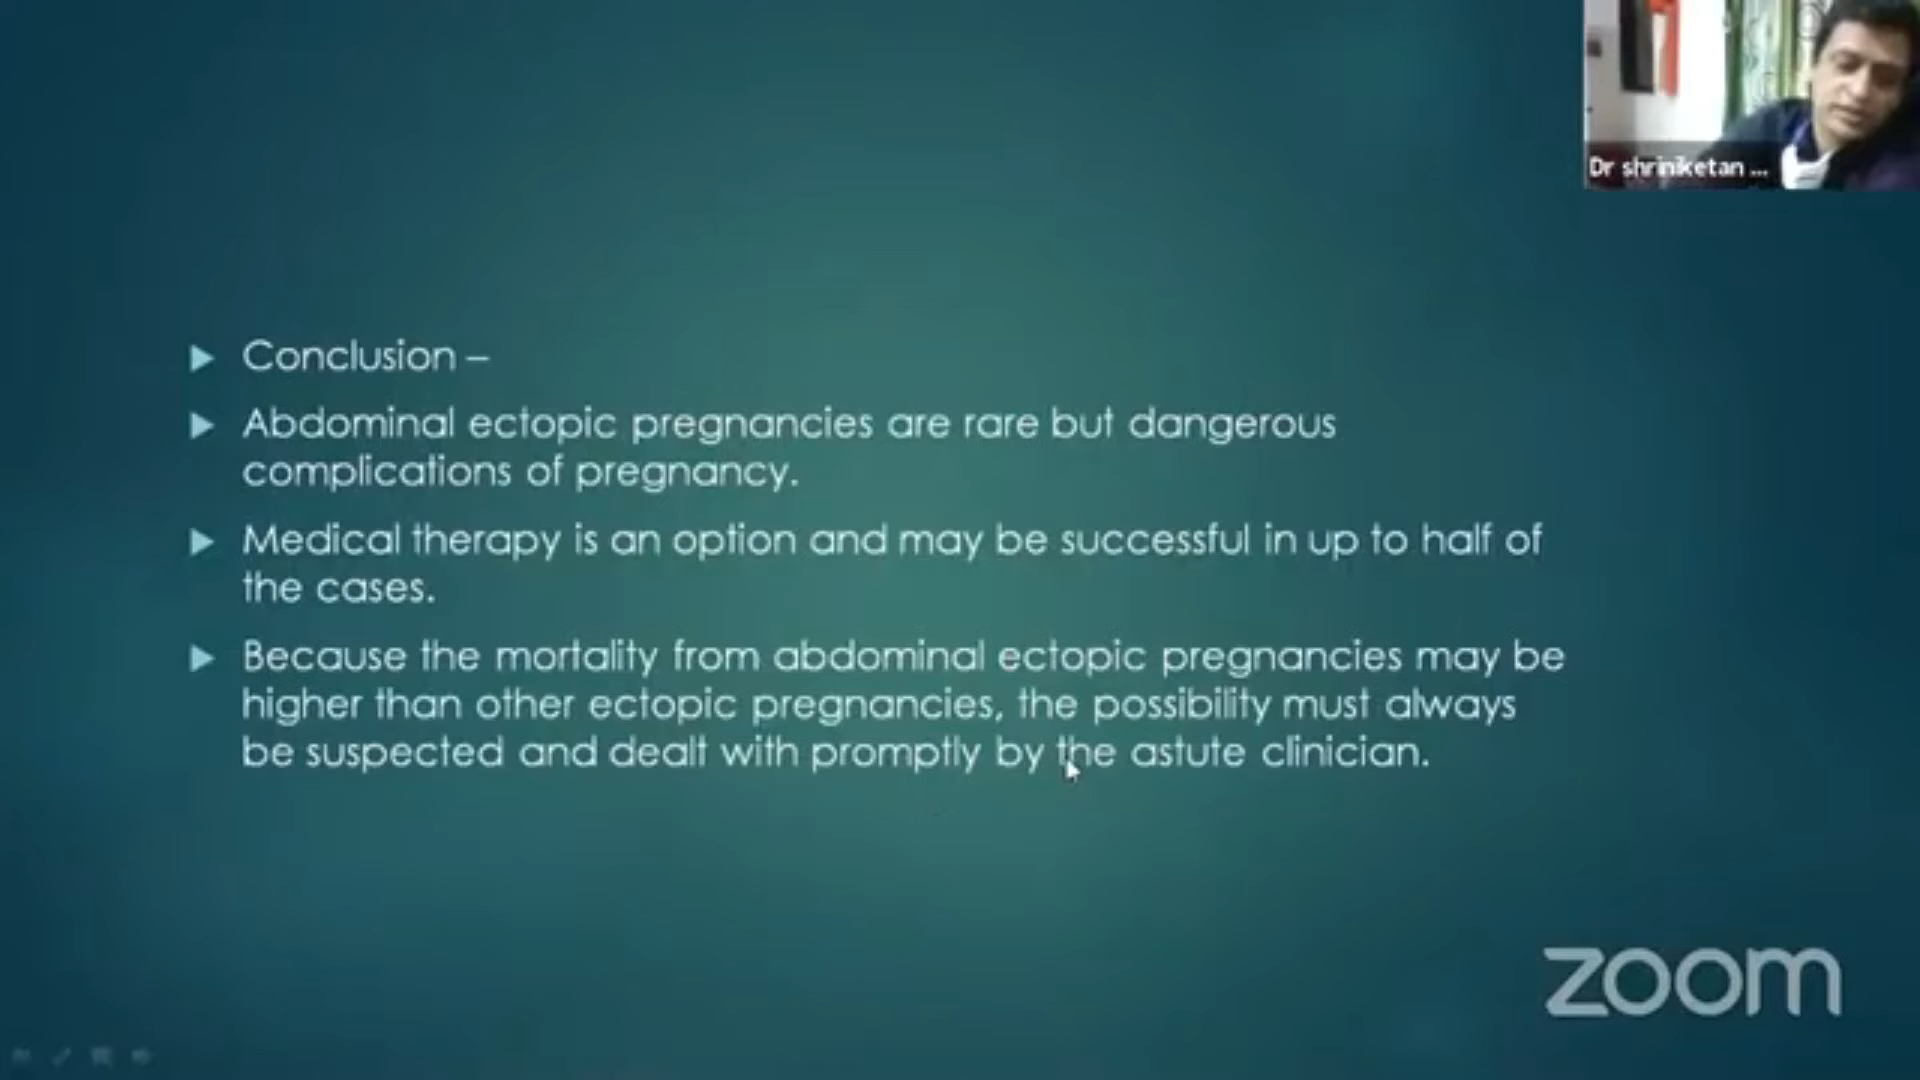 Dr shriniketan ...
Conclusion –
Abdominal ectopic pregnancies are rare but dangerous
complications of pregnancy.
Medical therapy is an option and may be successful in up to half of
the cases.
Because the mortality from abdominal ectopic pregnancies may be
higher than other ectopic pregnancies, the possibility must always
be suspected and dealt with promptly by the astute clinician.
zoom